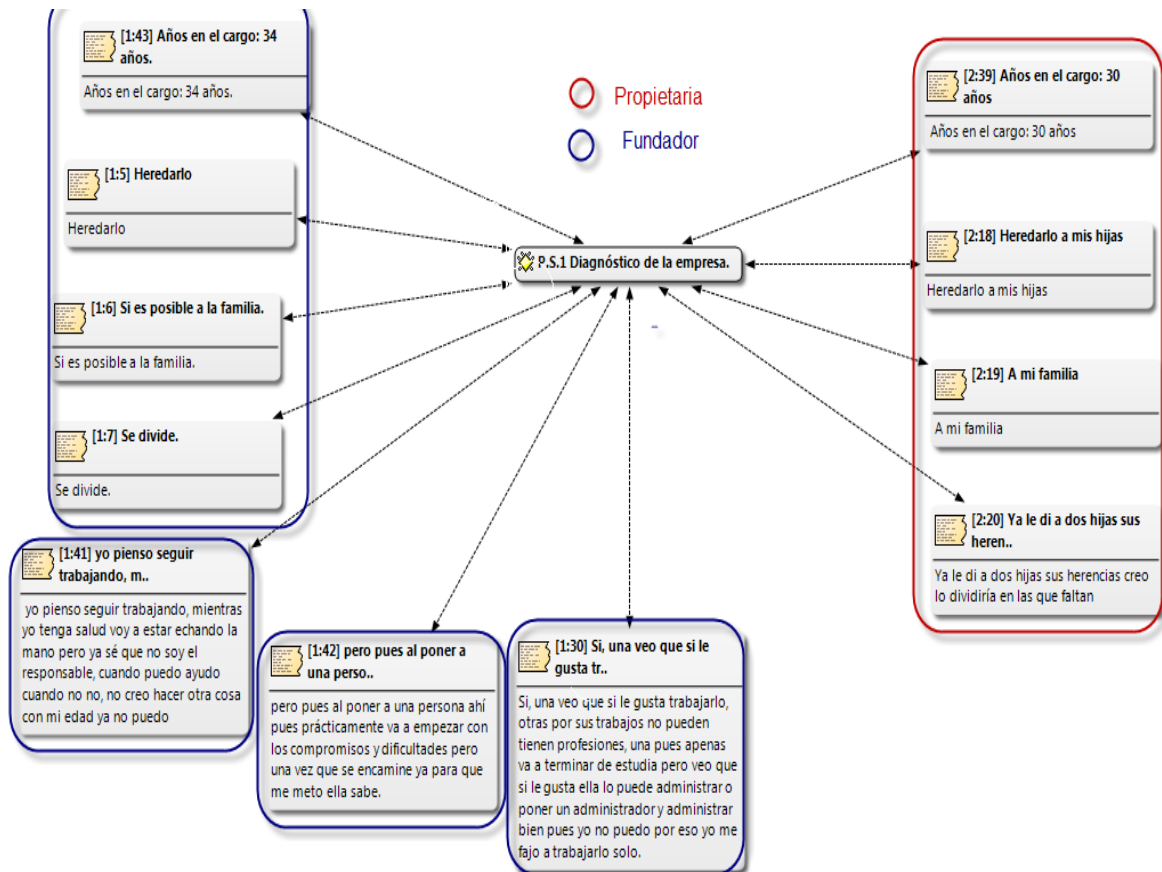 [1:43] Años en el cargo: 34
años.
Años en el cargo: 34 años.
[1:5] Heredarlo
Heredarlo
[1:6] Si es posible a la familia.
Si es posible a la familia.
[1:7] Se divide.
Se divide.
[1:41] yo pienso seguir
trabajando, m..
yo pienso seguir trabajando, mientras
yo tenga salud voy a estar echando la
mano pero ya sé que no soy el
responsable, cuando puedo ayudo
cuando no no, no creo hacer otra cosa
con mi edad ya no puedo
[1:42] pero pues al poner a
una perso..
pero pues al poner a una persona ahí
pues prácticamente va a empezar con
los compromisos y dificultades pero
una vez que se encamine ya para que
me meto ella sabe.
[1:30] Si, una veo que si le
gusta tr..
Si, una veo que si le gusta trabajarlo,
otras por sus trabajos no pueden
tienen profesiones, una pues apenas
va a terminar de estudia pero veo que
si le gusta ella lo puede administrar o
poner un administrador y administrar
bien pues yo no puedo por eso yo me
fajo a trabajarlo solo.
Propietaria
Fundador
P.S.1 Diagnóstico de la empresa.
[2:39] Años en el cargo: 30
años
Años en el cargo: 30 años
[2:18] Heredarlo a mis hijas
Heredarlo a mis hijas
[2:19] A mi familia
A mi familia
[2:20] Ya le di a dos hijas sus
heren..
Ya le di a dos hijas sus herencias creo
lo dividiría en las que faltan